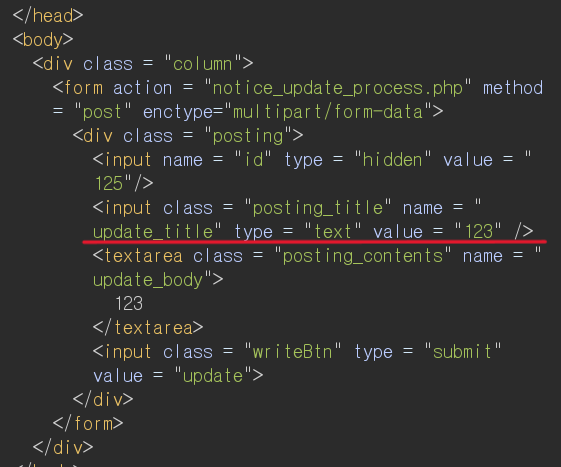 </head>
<body>
<div class = "column">
<form action = "notice_update_process.php" method
= "post" enctype="multipart/form-data">
<div class = "posting">
<input name = "id" type = "hidden" value = "
125"/>
<input class = "posting_title" name = "
update_title" type = "text" value = "123" />
<textarea class = "posting_contents" name = "
update_body">
123
</textarea>
<input class = "writeBtn" type = "submit"
value = "update">
</div>
</form>
</div>